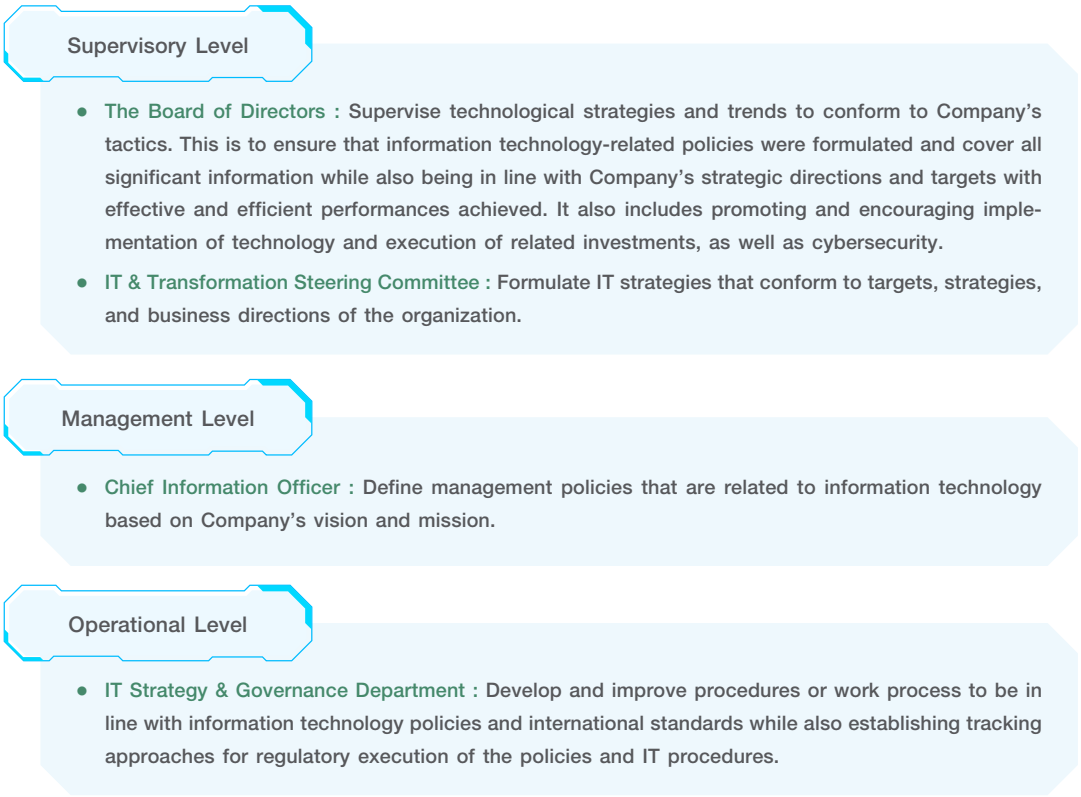 Supervisory Level
● The Board of Directors : Supervise technological strategies and trends to conform to Company’s
tactics. This is to ensure that information technology-related policies were formulated and cover all
significant information while also being in line with Company’s strategic directions and targets with
effective and efficient performances achieved. It also includes promoting and encouraging imple-
mentation of technology and execution of related investments, as well as cybersecurity.
● IT & Transformation Steering Committee : Formulate IT strategies that conform to targets, strategies,
and business directions of the organization.
Management Level
● Chief Information Officer : Define management policies that are related to information technology
based on Company’s vision and mission.
Operational Level
● IT Strategy & Governance Department : Develop and improve procedures or work process to be in
line with information technology policies and international standards while also establishing tracking
approaches for regulatory execution of the policies and IT procedures.